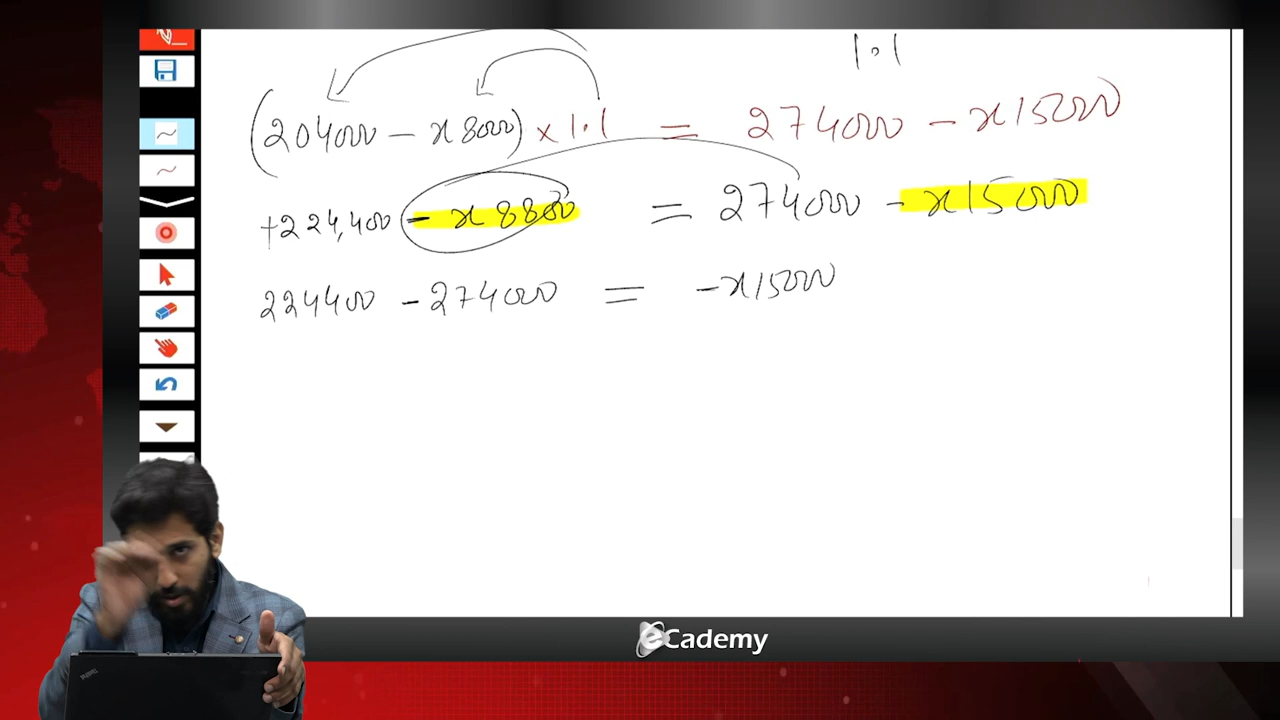 1.1
(204000 - x8000) x 1.1 = 274000 - x15000
+224,400 - x8800 = 274000 - x15000
224400 - 274000 = -x15000
eCademy